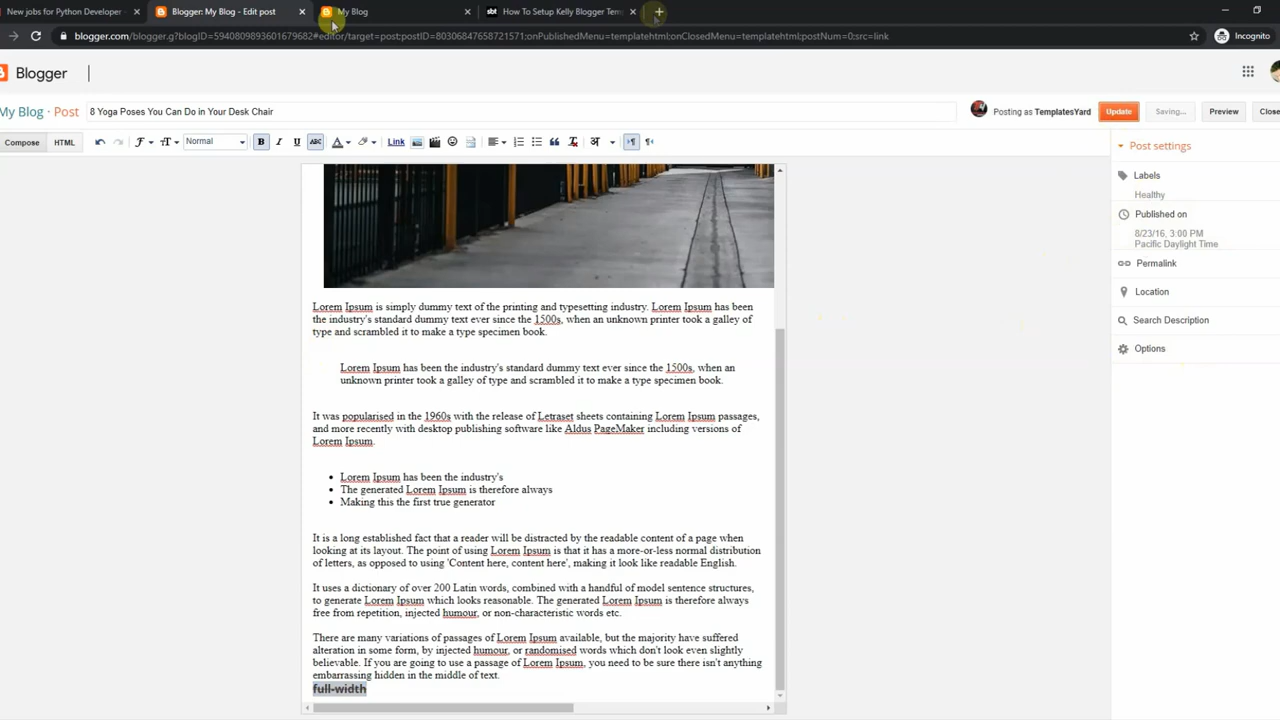 New jobs for Python Developer -
Blogger: My Blog - Edit post
My Blog
sbt
How To Setup Kelly Blogger Tem
blogger.com/blogger.g?blogID=5940809893601679682#editor/target=post;postID=8030684765872​1571;onPublishedMenu=templatehtml;onClosedMenu=templatehtml;postNum=0;src=link
Incognito
Blogger
My Blog · Post
8 Yoga Poses You Can Do in Your Desk Chair
Posting as TemplatesYard
Update
Saving...
Preview
Close
Compose
HTML
Normal
B
I
U
ABC
A
Link
अ
Post settings
Labels
Healthy
Published on
8/23/16, 3:00 PM
Pacific Daylight Time
Permalink
Location
Search Description
Options
Lorem Ipsum is simply dummy text of the printing and typesetting industry. Lorem Ipsum has been
the industry's standard dummy text ever since the 1500s, when an unknown printer took a galley of
type and scrambled it to make a type specimen book.
Lorem Ipsum has been the industry's standard dummy text ever since the 1500s, when an
unknown printer took a galley of type and scrambled it to make a type specimen book.
It was popularised in the 1960s with the release of Letraset sheets containing Lorem Ipsum passages,
and more recently with desktop publishing software like Aldus PageMaker including versions of
Lorem Ipsum.
• Lorem Ipsum has been the industry's
• The generated Lorem Ipsum is therefore always
• Making this the first true generator
It is a long established fact that a reader will be distracted by the readable content of a page when
looking at its layout. The point of using Lorem Ipsum is that it has a more-or-less normal distribution
of letters, as opposed to using 'Content here, content here', making it look like readable English.
It uses a dictionary of over 200 Latin words, combined with a handful of model sentence structures,
to generate Lorem Ipsum which looks reasonable. The generated Lorem Ipsum is therefore always
free from repetition, injected humour, or non-characteristic words etc.
There are many variations of passages of Lorem Ipsum available, but the majority have suffered
alteration in some form, by injected humour, or randomised words which don't look even slightly
believable. If you are going to use a passage of Lorem Ipsum, you need to be sure there isn't anything
embarrassing hidden in the middle of text.
full-width